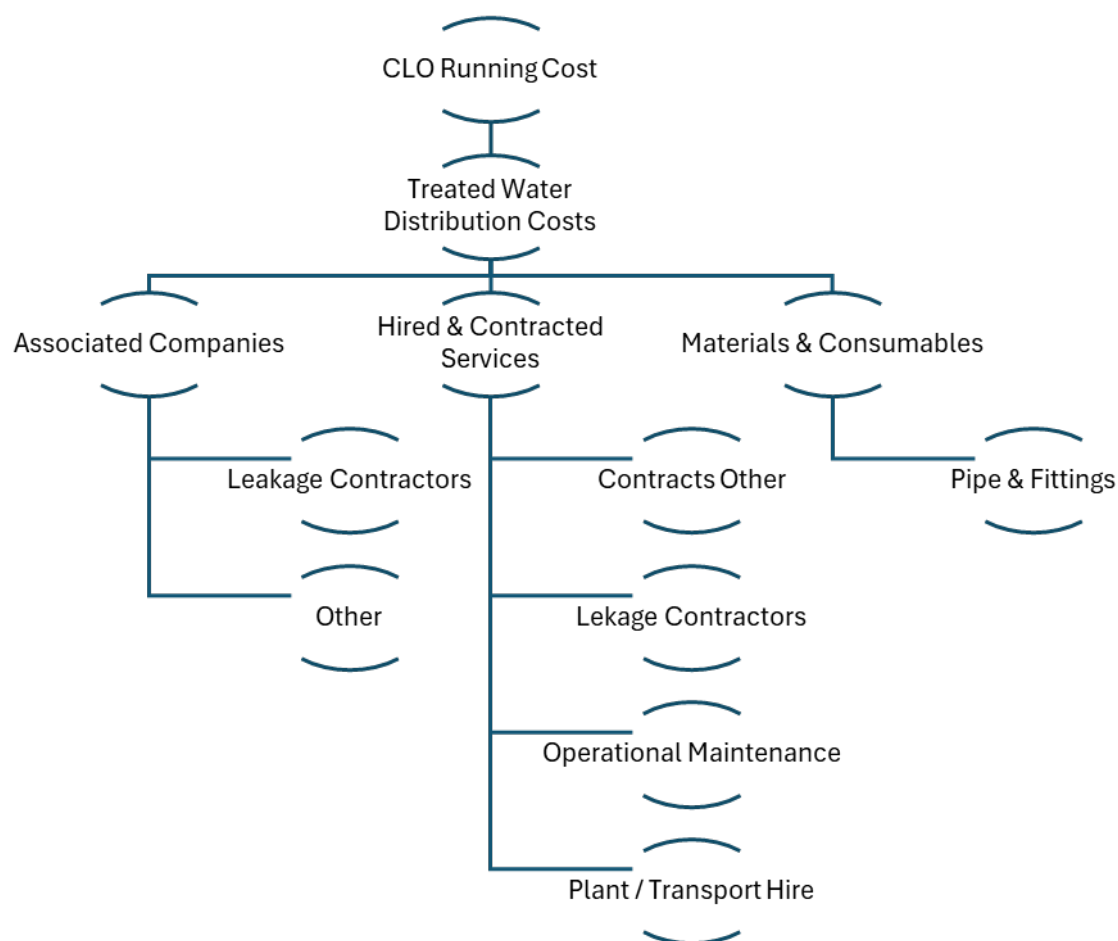 CLO Running Cost
Treated Water
Distribution Costs
Associated Companies
Hired & Contracted
Services
Materials & Consumables
Leakage Contractors
Contracts Other
Pipe & Fittings
Other
Lekage Contractors
Operational Maintenance
Plant / Transport Hire